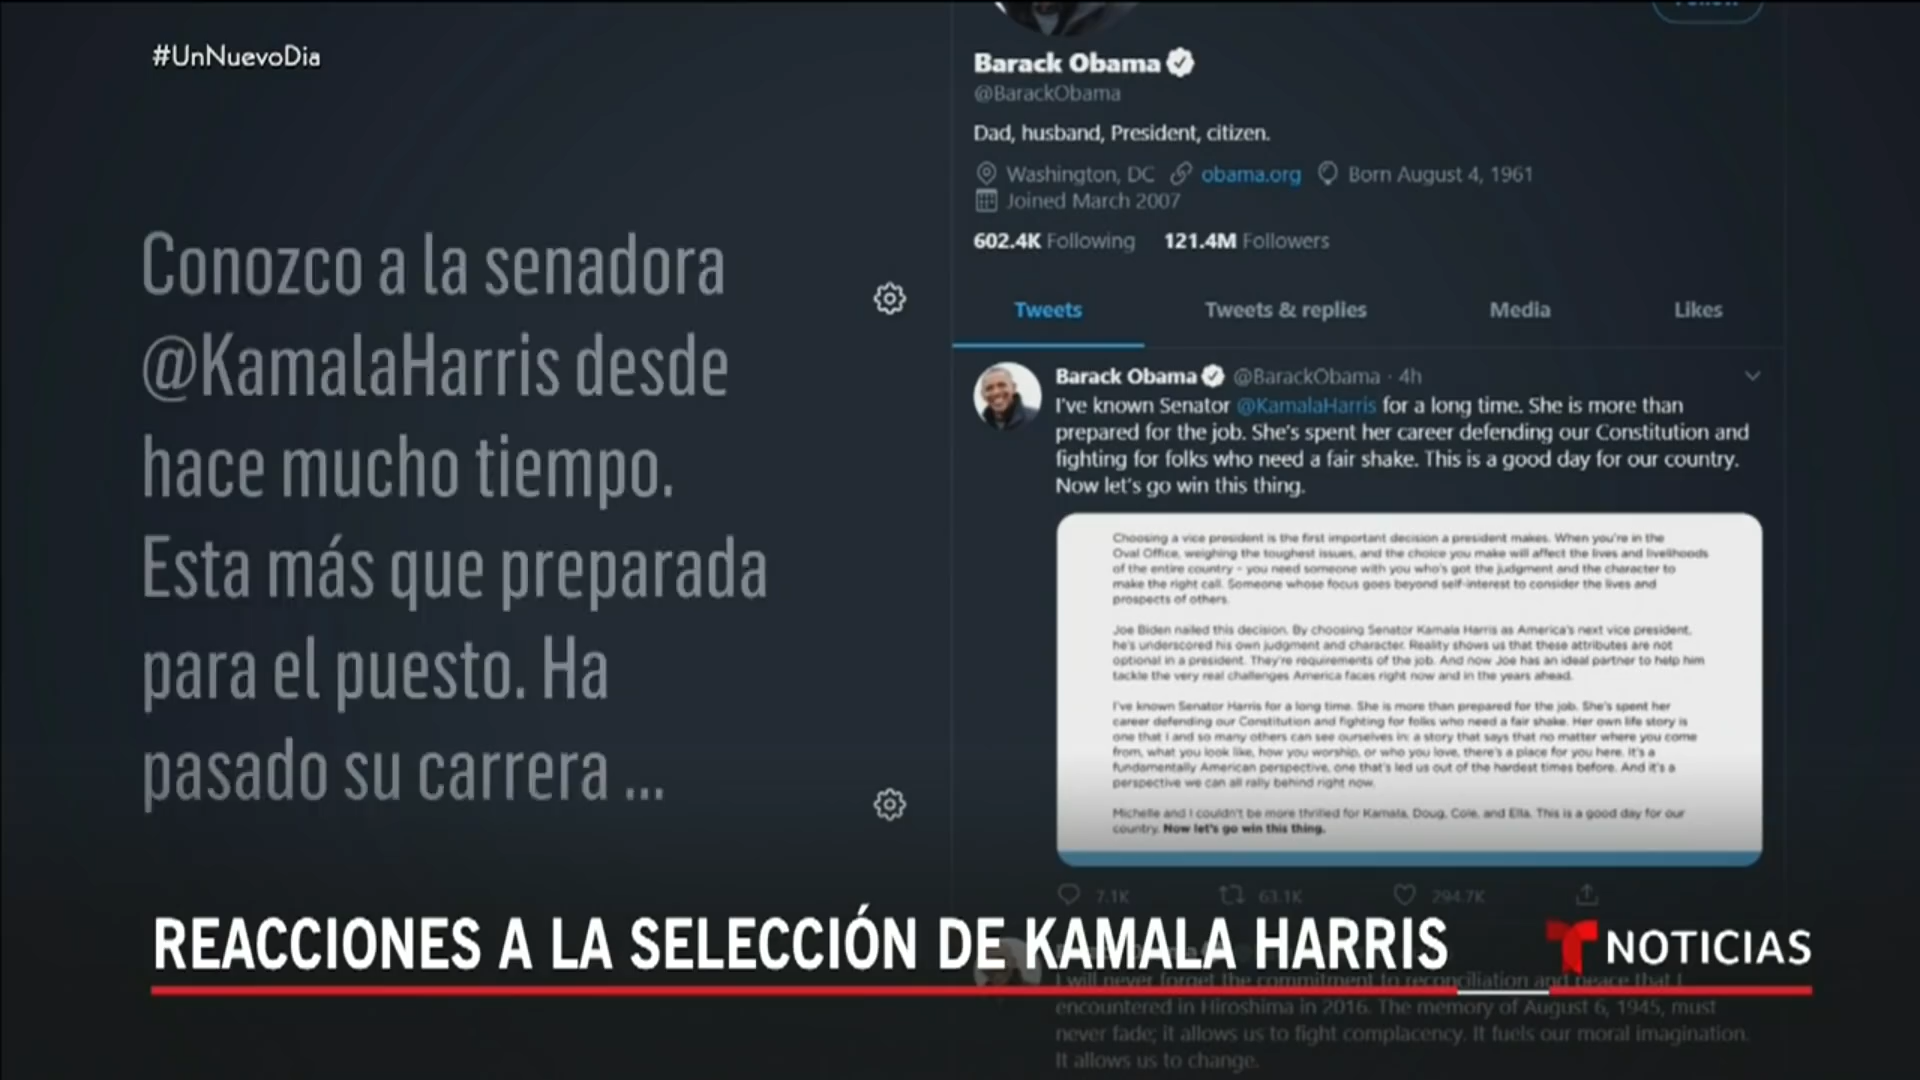 #UnNuevoDia
Conozco a la senadora
@KamalaHarris desde
hace mucho tiempo.
Esta más que preparada
para el puesto. Ha
pasado su carrera ...
Follow
Barack Obama
@BarackObama
Dad, husband, President, citizen.
Washington, DC obama.org Born August 4, 1961
Joined March 2007
602.4K Following 121.4M Followers
Tweets Tweets & replies Media Likes
Barack Obama @BarackObama · 4h
I've known Senator @KamalaHarris for a long time. She is more than
prepared for the job. She's spent her career defending our Constitution and
fighting for folks who need a fair shake. This is a good day for our country.
Now let's go win this thing.
Choosing a vice president is the first important decision a president makes. When you're in the
Oval Office, weighing the toughest issues, and the choice you make will affect the lives and livelihoods
of the entire country - you need someone with you who's got the judgment and the character to
make the right call. Someone whose focus goes beyond self-interest to consider the lives and
prospects of others.
Joe Biden nailed this decision. By choosing Senator Kamala Harris as America's next vice president,
he's underscored his own judgment and character. Reality shows us that these attributes are not
optional in a president. They're requirements of the job. And now Joe has an ideal partner to help him
tackle the very real challenges America faces right now and in the years ahead.
I've known Senator Harris for a long time. She is more than prepared for the job. She's spent her
career defending our Constitution and fighting for folks who need a fair shake. Her own life story is
one that I and so many others can see ourselves in: a story that says that no matter where you come
from, what you look like, how you worship, or who you love, there's a place for you here. It's a
fundamentally American perspective, one that's led us out of the hardest times before. And it's a
perspective we can all rally behind right now.
Michelle and I couldn't be more thrilled for Kamala, Doug, Cole, and Ella. This is a good day for our
country. Now let's go win this thing.
7.1K 63.1K 294.7K
REACCIONES A LA SELECCIÓN DE KAMALA HARRIS
NOTICIAS
I will never forget the commitment to reconciliation and peace that I
encountered in Hiroshima in 2016. The memory of August 6, 1945, must
never fade; it allows us to fight complacency. It fuels our moral imagination.
It allows us to change.